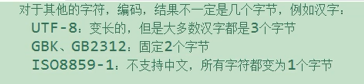 对于其他的字符，编码，结果不一定是几个字节，例如汉字：
UTF-8：变长的，但是大多数汉字都是3个字节
GBK、GB2312：固定2个字节
ISO8859-1：不支持中文，所有字符都变为1个字节